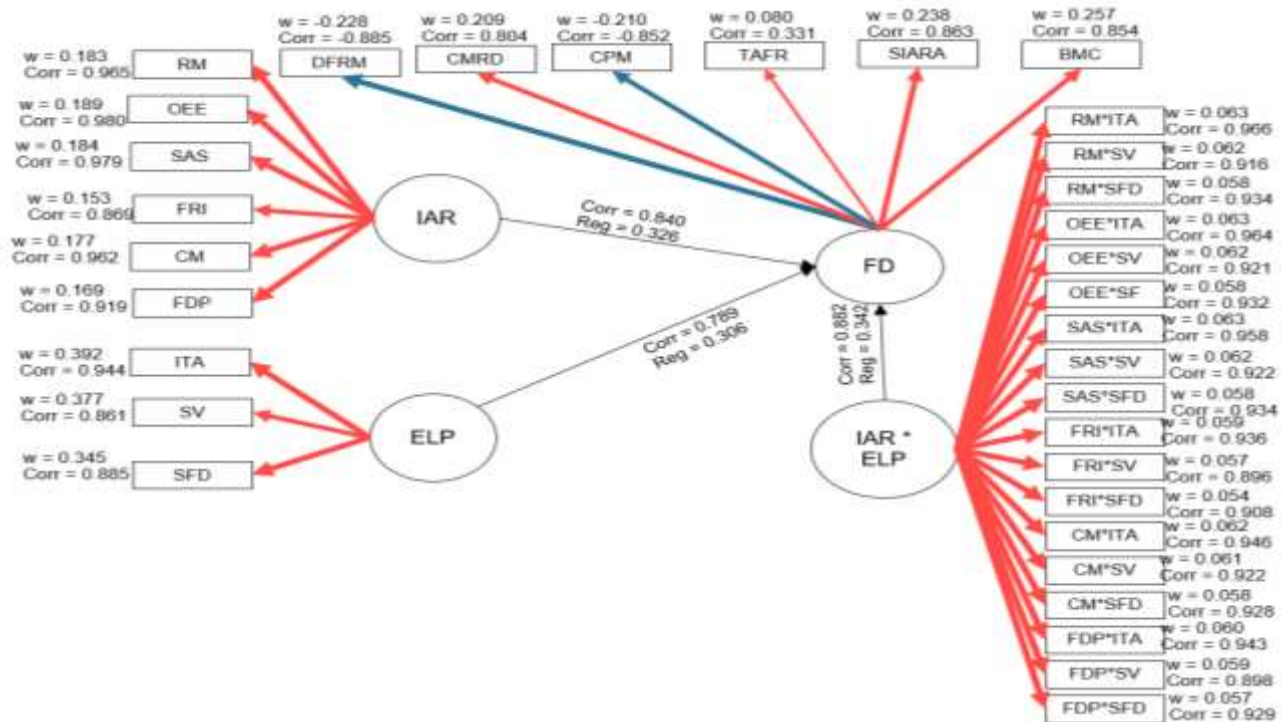 w = -0.228
Corr = -0.885
DFRM
w = 0.209
Corr = 0.804
CMRD
w = -0.210
Corr = -0.852
CPM
w = 0.080
Corr = 0.331
TAFR
w = 0.238
Corr = 0.863
SIARA
w = 0.257
Corr = 0.854
BMC
w = 0.183
Corr = 0.965
RM
w = 0.189
Corr = 0.980
OEE
w = 0.184
Corr = 0.979
SAS
w = 0.153
Corr = 0.869
FRI
w = 0.177
Corr = 0.962
CM
w = 0.169
Corr = 0.919
FDP
w = 0.392
Corr = 0.944
ITA
w = 0.377
Corr = 0.861
SV
w = 0.345
Corr = 0.885
SFD
IAR
Corr = 0.840
Reg = 0.326
ELP
Corr = 0.789
Reg = 0.306
FD
Corr = 0.882
Reg = 0.342
IAR *
ELP
RM*ITA
w = 0.063
Corr = 0.966
RM*SV
w = 0.062
Corr = 0.916
RM*SFD
w = 0.058
Corr = 0.934
OEE*ITA
w = 0.063
Corr = 0.964
OEE*SV
w = 0.062
Corr = 0.921
OEE*SF
w = 0.058
Corr = 0.932
SAS*ITA
w = 0.063
Corr = 0.958
SAS*SV
w = 0.062
Corr = 0.922
SAS*SFD
w = 0.058
Corr = 0.934
FRI*ITA
w = 0.059
Corr = 0.936
FRI*SV
w = 0.057
Corr = 0.896
FRI*SFD
w = 0.054
Corr = 0.908
CM*ITA
w = 0.062
Corr = 0.946
CM*SV
w = 0.061
Corr = 0.922
CM*SFD
w = 0.058
Corr = 0.928
FDP*ITA
w = 0.060
Corr = 0.943
FDP*SV
w = 0.059
Corr = 0.898
FDP*SFD
w = 0.057
Corr = 0.929